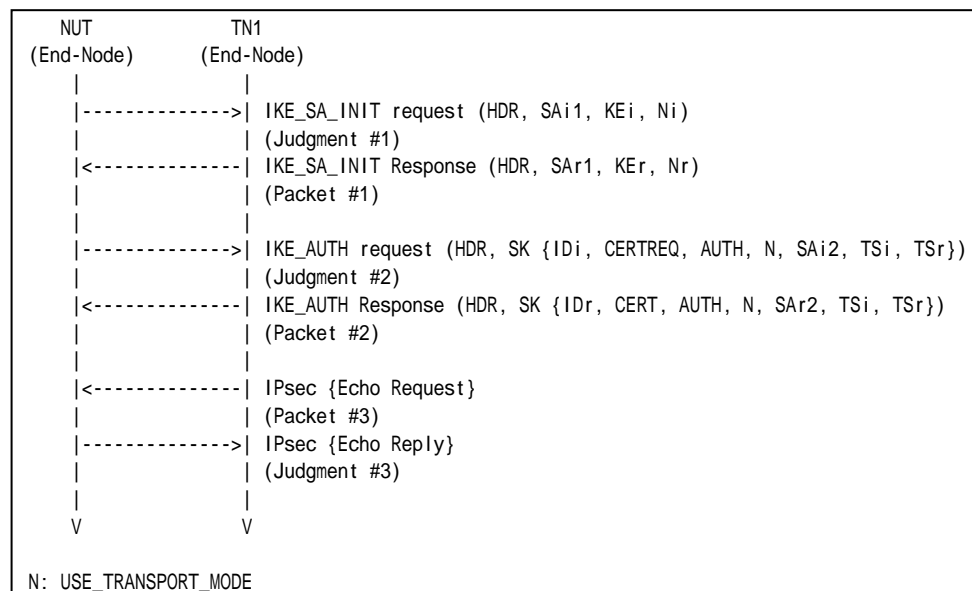 NUT TN1
(End-Node) (End-Node)
| |
|-------------->| IKE_SA_INIT request (HDR, SAi1, KEi, Ni)
| | (Judgment #1)
|<--------------| IKE_SA_INIT Response (HDR, SAr1, KEr, Nr)
| | (Packet #1)
| |
|-------------->| IKE_AUTH request (HDR, SK {IDi, CERTREQ, AUTH, N, SAi2, TSi, TSr})
| | (Judgment #2)
|<--------------| IKE_AUTH Response (HDR, SK {IDr, CERT, AUTH, N, SAr2, TSi, TSr})
| | (Packet #2)
| |
|<--------------| IPsec {Echo Request}
| | (Packet #3)
|-------------->| IPsec {Echo Reply}
| | (Judgment #3)
| |
V V
N: USE_TRANSPORT_MODE